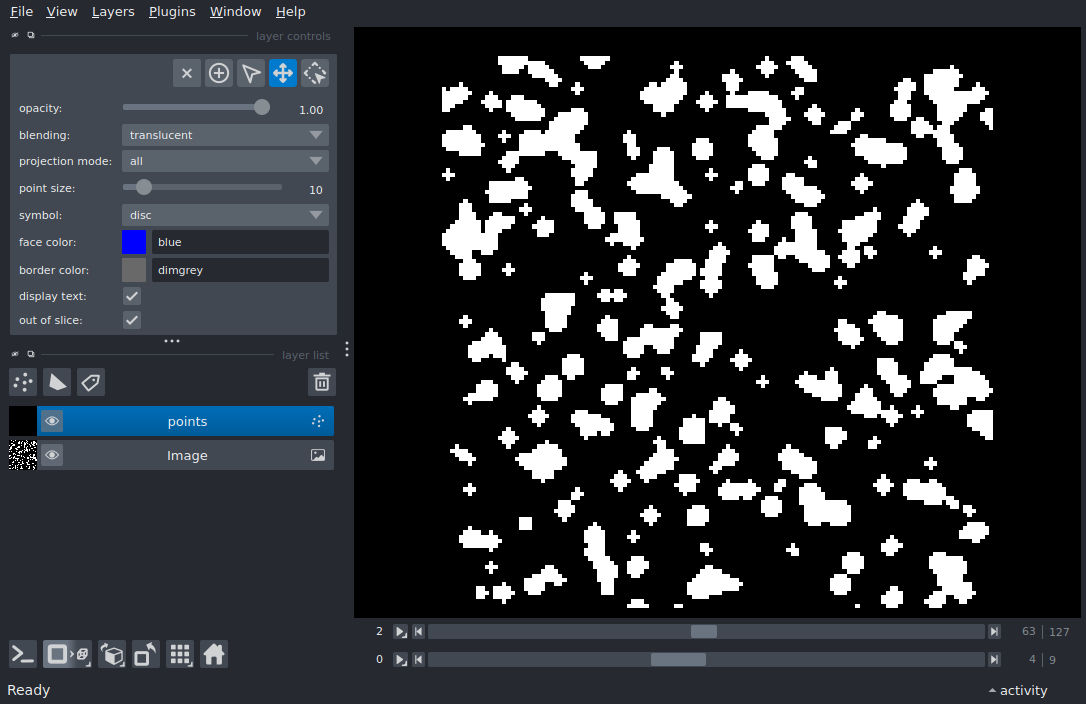 File View Layers Plugins Window Help
layer controls
opacity: 1.00
blending: translucent
projection mode: all
point size: 10
symbol: disc
face color: blue
border color: dimgrey
display text:
out of slice:
layer list
points
Image
2 63 127
0 4 9
Ready activity